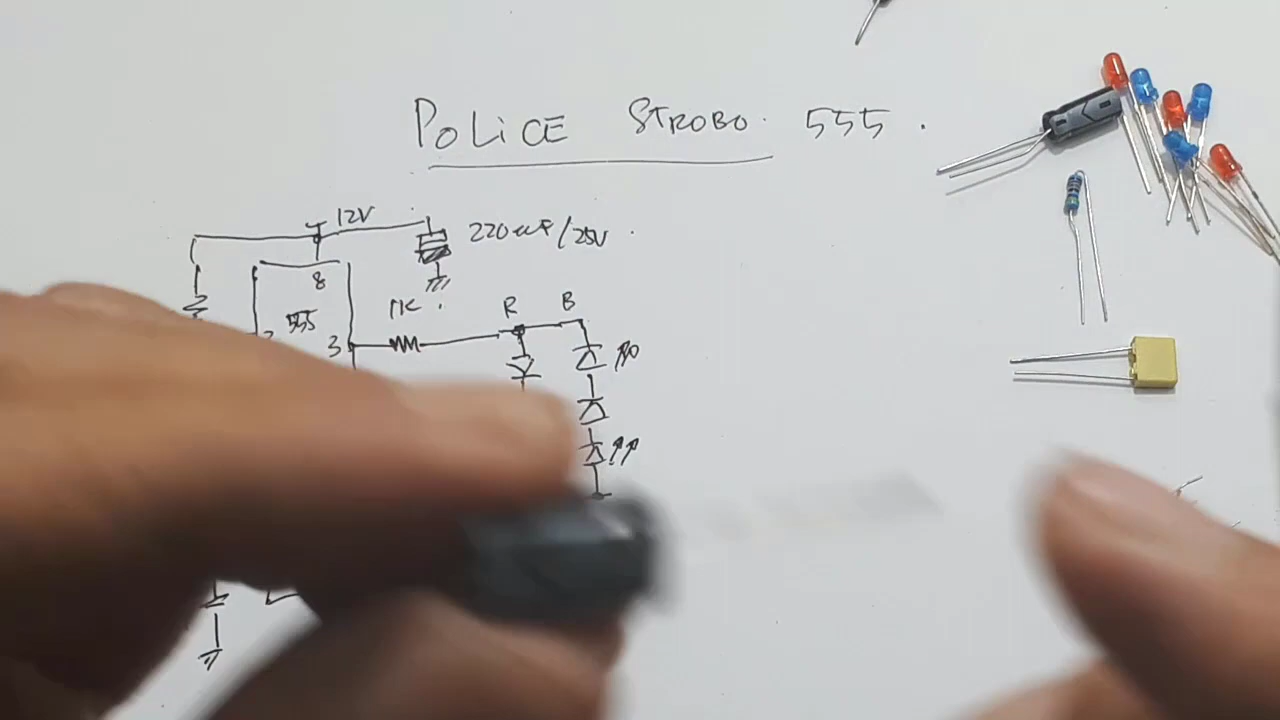 POLiCE STROBO. 555.
12V
220uF/25V.
8
555
1K.
R B
3